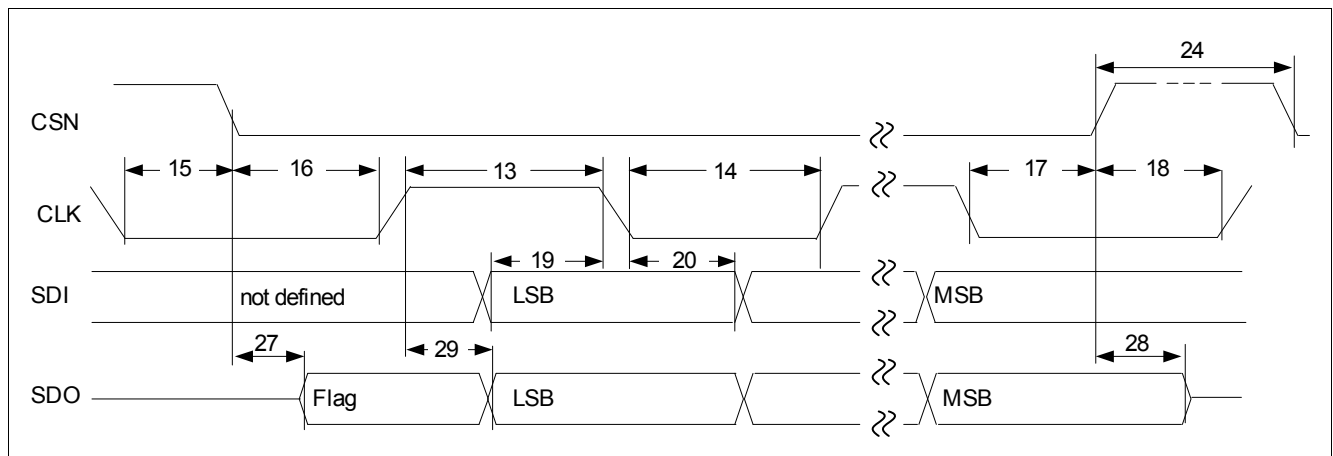 24
CSN
15 16 13 14 17 18
CLK
19 20
SDI not defined LSB MSB
27 29 28
SDO Flag LSB MSB